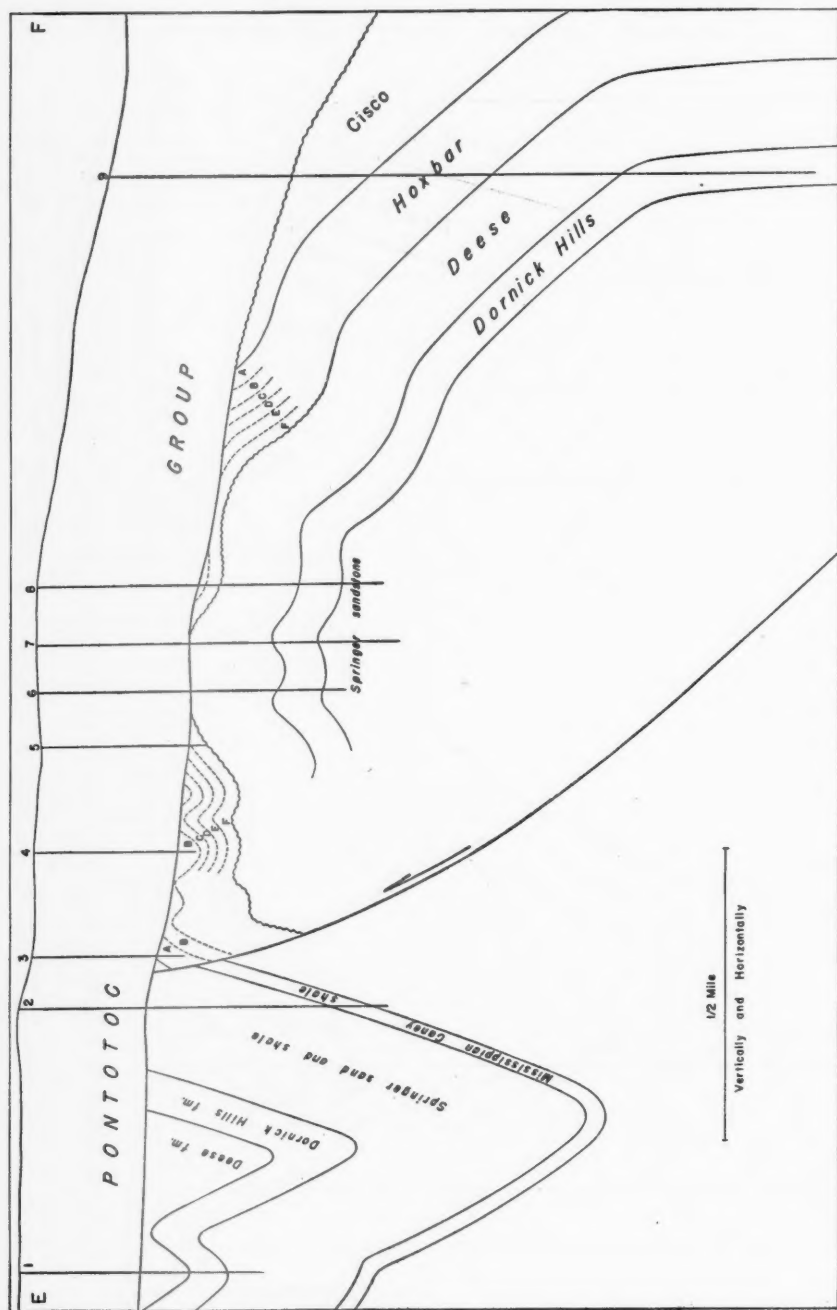 E
F
1
2
3
4
5
6
7
8
9
PONTOTOC GROUP
A
B
B
C
D
E
F
A
B
C
D
E
F
Cisco
Hoxbar
Deese
Dornick Hills
Springer sandstone
Deese fm.
Dornick Hills fm.
Springer sand and shale
Mississippian
Caney
shale
1/2 Mile
Vertically and Horizontally